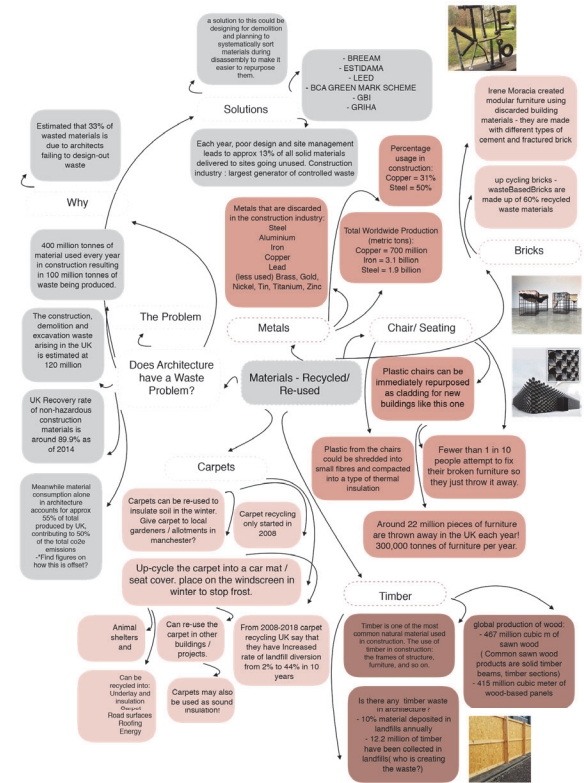 a solution to this could be
designing for demolition
and planning to
systematically sort
materials during
disassembly to make it
easier to repurpose
them.
- BREEAM
- ESTIDAMA
- LEED
- BCA GREEN MARK SCHEME
- GBI
- GRIHA
Solutions
Estimated that 33% of
wasted materials is
due to architects
failing to design-out
waste
Each year, poor design and site management
leads to approx 13% of all solid materials
delivered to sites going unused. Construction
industry : largest generator of controlled waste
Why
400 million tonnes of
material used every year
in construction resulting
in 100 million tonnes of
waste being produced.
The Problem
The construction,
demolition and
excavation waste
arising in the UK
is estimated at
120 million
Does Architecture
have a Waste
Problem?
UK Recovery rate
of non-hazardous
construction
materials is
around 89.9% as
of 2014
Meanwhile material
consumption alone
in architecture
accounts for approx
55% of total
produced by UK,
contributing to 50%
of the total co2e
emissions
-*Find figures on
how this is offset?
Materials - Recycled/
Re-used
Metals
Metals that are discarded
in the construction industry:
Steel
Aluminium
Iron
Copper
Lead
(less used) Brass, Gold,
Nickel, Tin, Titanium, Zinc
Percentage
usage in
construction:
Copper = 31%
Steel = 50%
Total Worldwide Production
(metric tons):
Copper = 700 million
Iron = 3.1 billion
Steel = 1.9 billion
Irene Moracia created
modular furniture using
discarded building
materials - they are made
with different types of
cement and fractured brick
up cycling bricks -
wasteBasedBricks are
made up of 60% recycled
waste materials
Bricks
Chair/ Seating
Plastic chairs can be
immediately repurposed
as cladding for new
buildings like this one
Plastic from the chairs
could be shredded into
small fibres and compacted
into a type of thermal
insulation
Fewer than 1 in 10
people attempt to fix
their broken furniture so
they just throw it away.
Around 22 million pieces of furniture
are thrown away in the UK each year!
300,000 tonnes of furniture per year.
Carpets
Carpets can be re-used to
insulate soil in the winter.
Give carpet to local
gardeners / allotments in
manchester?
Carpet recycling
only started in
2008
Up-cycle the carpet into a car mat /
seat cover. place on the windscreen in
winter to stop frost.
Animal
shelters
and
Can re-use the
carpet in other
buildings /
projects.
From 2008-2018 carpet
recycling UK say that
they have Increased rate
of landfill diversion
from 2% to 44% in 10
years
Can be
recycled into:
Underlay and
insulation
Road surfaces
Roofing
Energy
Carpets may also
be used as sound
insulation!
Timber
Timber is one of the most
common natural material used
in construction. The use of
timber in construction:
the frames of structure,
furniture, and so on.
global production of wood:
- 467 million cubic m of
sawn wood
( Common sawn wood
products are solid timber
beams, timber sections)
- 415 million cubic meter of
wood-based panels
Is there any timber waste
in architecture?
- 10% material deposited in
landfills annually
- 12.2 million of timber
have been collected in
landfills( who is creating
the waste?)